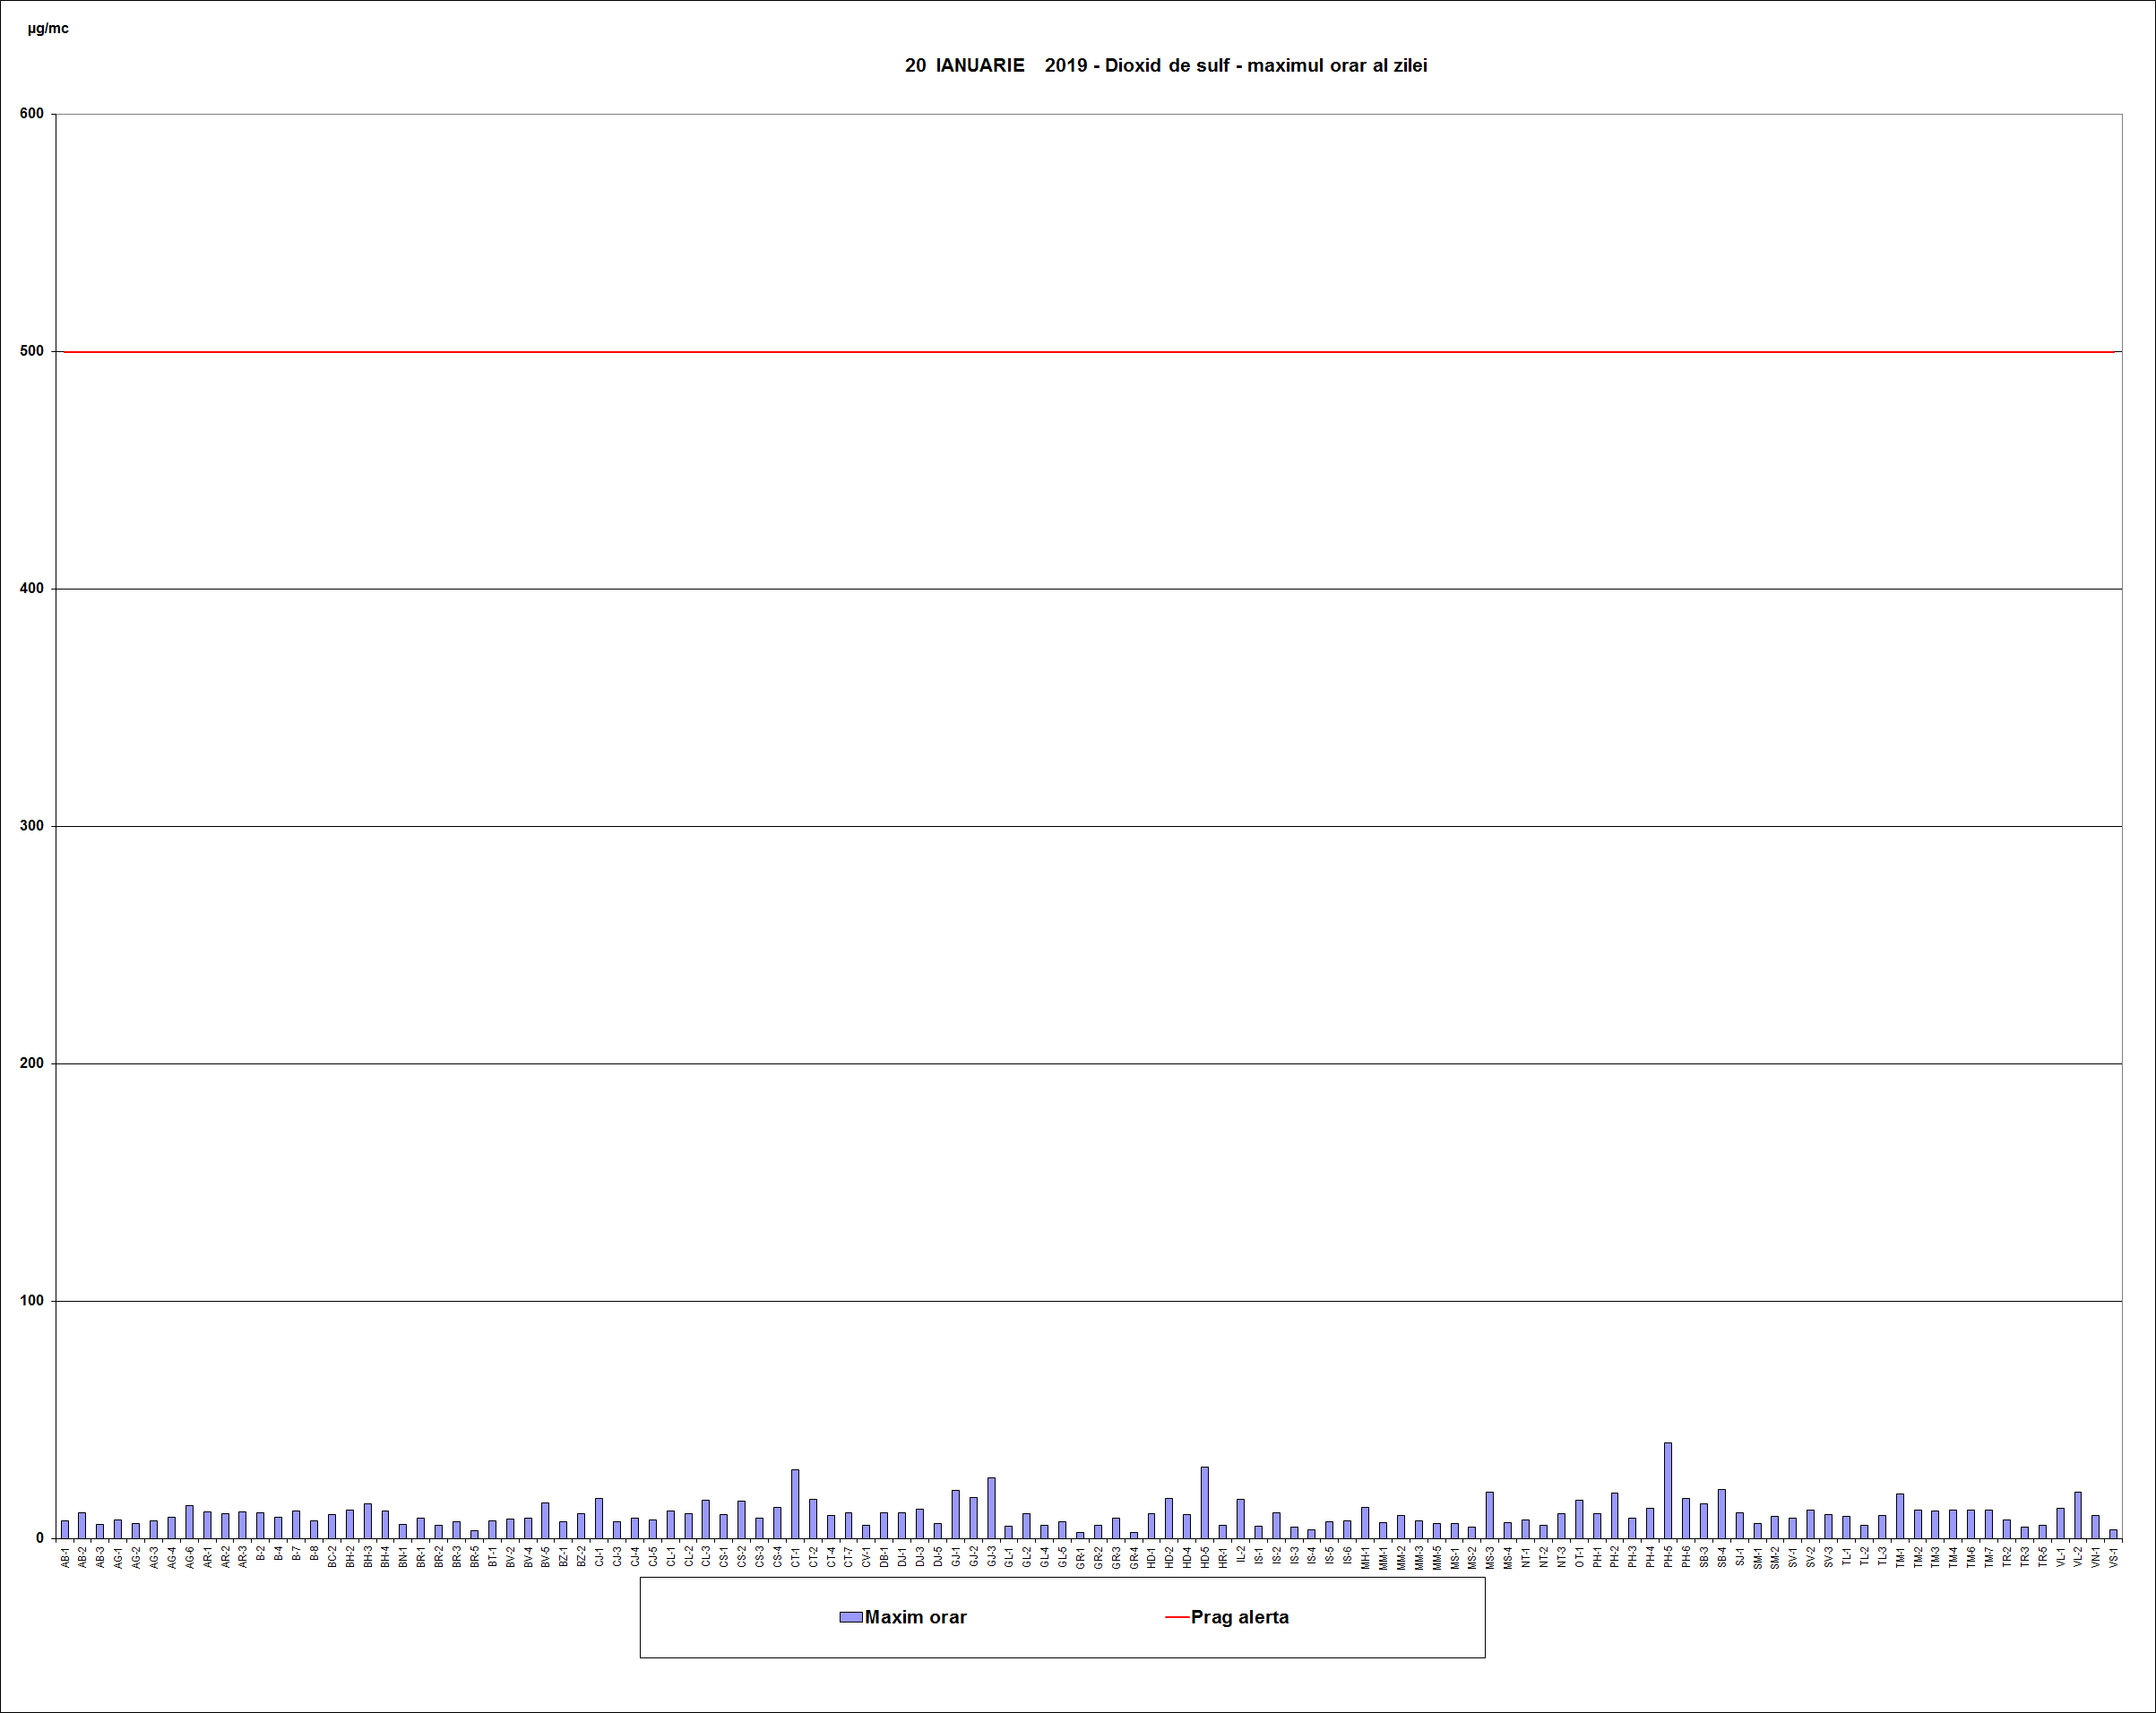 µg/mc
20 IANUARIE 2019 - Dioxid de sulf - maximul orar al zilei
600
500
400
300
200
100
0
AB-1 AB-2 AB-3 AG-1 AG-2 AG-3 AG-4 AG-6 AR-1 AR-2 AR-3 B-2 B-4 B-7 B-8 BC-2 BH-2 BH-3 BH-4 BN-1 BR-1 BR-2 BR-3 BR-5 BT-1 BV-2 BV-4 BV-5 BZ-1 BZ-2 CJ-1 CJ-3 CJ-4 CJ-5 CL-1 CL-2 CL-3 CS-1 CS-2 CS-3 CS-4 CT-1 CT-2 CT-4 CT-7 CV-1 DB-1 DJ-1 DJ-3 DJ-5 GJ-1 GJ-2 GJ-3 GL-1 GL-2 GL-4 GL-5 GR-1 GR-2 GR-3 GR-4 HD-1 HD-2 HD-4 HD-5 HR-1 IL-2 IS-1 IS-2 IS-3 IS-4 IS-5 IS-6 MH-1 MM-1 MM-2 MM-3 MM-5 MS-1 MS-2 MS-3 MS-4 NT-1 NT-2 NT-3 OT-1 PH-1 PH-2 PH-3 PH-4 PH-5 PH-6 SB-3 SB-4 SJ-1 SM-1 SM-2 SV-1 SV-2 SV-3 TL-1 TL-2 TL-3 TM-1 TM-2 TM-3 TM-4 TM-6 TM-7 TR-2 TR-3 TR-5 VL-1 VL-2 VN-1 VS-1
Maxim orar Prag alerta